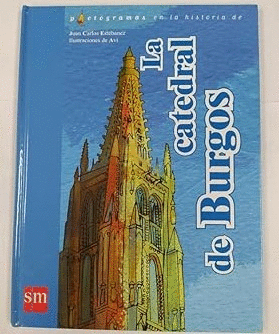 pictogramas en la historia de
Juan Carlos Estébanez
Ilustraciones de Avi
La
catedral
de Burgos
sm